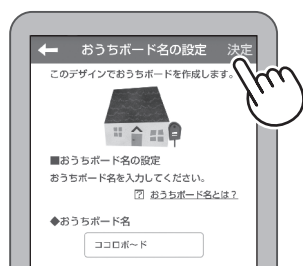 ← おうちボード名の設定 決定
このデザインでおうちボードを作成します。
■おうちボード名の設定
おうちボード名を入力してください。
? おうちボード名とは？
◆おうちボード名
ココロボード